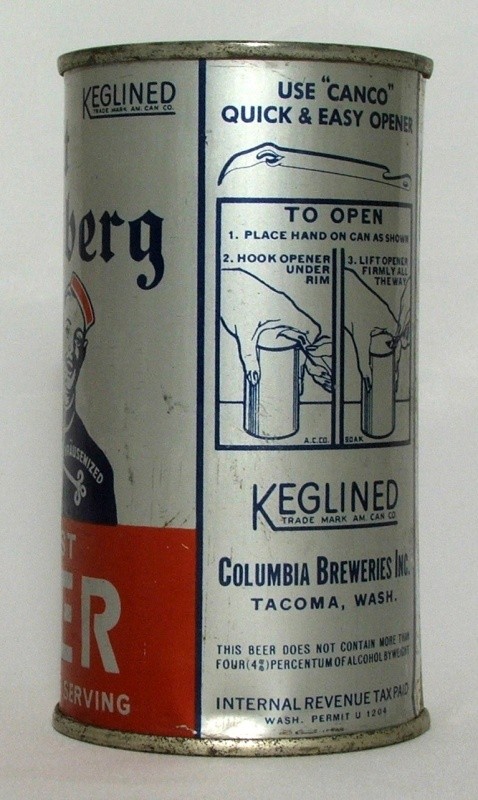 KEGLINED
TRADE MARK AM. CAN CO.
berg
ST
ER
SERVING
USE "CANCO"
QUICK & EASY OPENER
TO OPEN
1. PLACE HAND ON CAN AS SHOWN
2. HOOK OPENER
UNDER
RIM
3. LIFT OPENER
FIRMLY ALL
THE WAY
A.C.CO.
50A
KEGLINED
TRADE MARK AM. CAN CO.
COLUMBIA BREWERIES INC.
TACOMA, WASH.
THIS BEER DOES NOT CONTAIN MORE THAN
FOUR (4%) PERCENTUM OF ALCOHOL BY WEIGHT
INTERNAL REVENUE TAX PAID
WASH. PERMIT U 1204